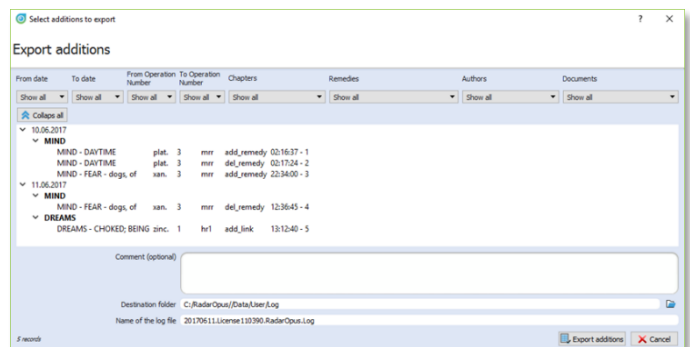 Select additions to export ? ×
Export additions
From date To date From Operation Number To Operation Number Chapters Remedies Authors Documents
Show all Show all Show all Show all Show all Show all Show all Show all
Collaps all
10.06.2017
MIND
MIND - DAYTIME plat. 3 mrr add_remedy 02:16:37 - 1
MIND - DAYTIME plat. 3 mrr del_remedy 02:17:24 - 2
MIND - FEAR - dogs, of xan. 3 mrr add_remedy 22:34:00 - 3
11.06.2017
MIND
MIND - FEAR - dogs, of xan. 3 mrr del_remedy 12:36:45 - 4
DREAMS
DREAMS - CHOKED; BEING zinc. 1 hr1 add_link 13:12:40 - 5
Comment (optional)
Destination folder C:/RadarOpus//Data/User/Log
Name of the log file 20170611.License110390.RadarOpus.Log
5 records Export additions Cancel